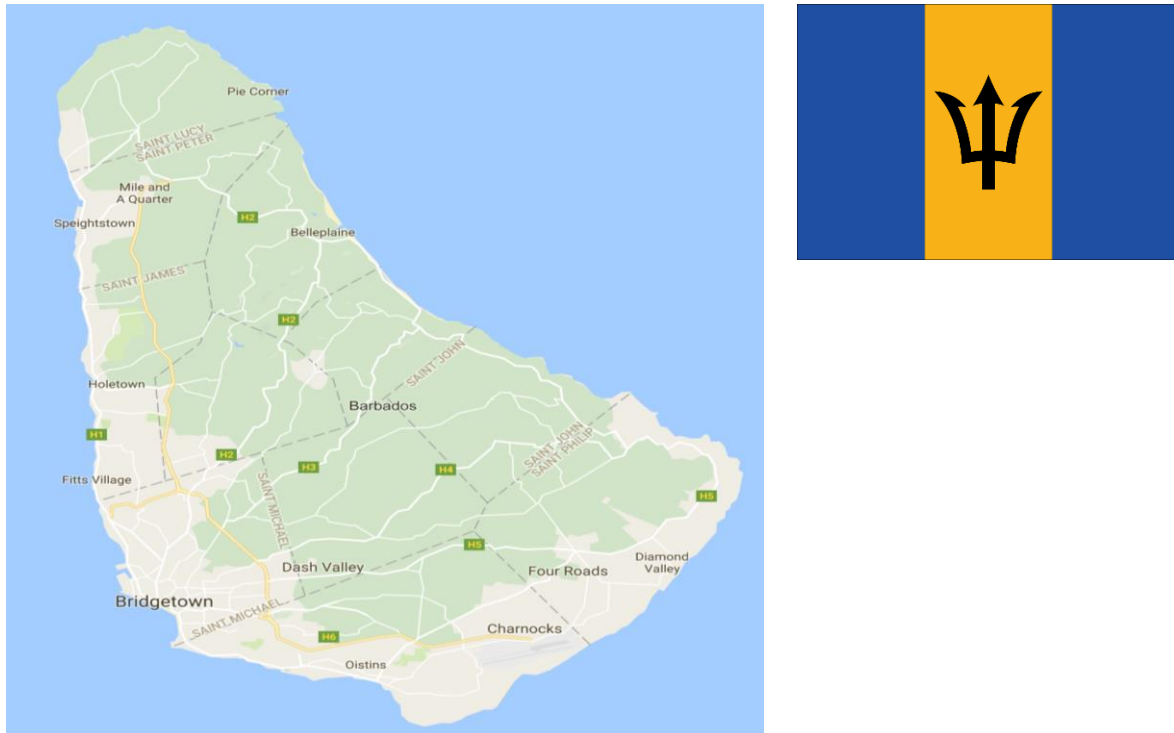 Pie Corner
SAINT LUCY
SAINT PETER
Mile and
A Quarter
H2
Speightstown
Belleplaine
SAINT JAMES
H2
SAINT JOHN
Holetown
Barbados
H1
SAINT JOHN
SAINT PHILIP
H2
H3
H4
Fitts Village
SAINT MICHAEL
H5
H5
Diamond
Valley
Dash Valley
Four Roads
Bridgetown
SAINT MICHAEL
H6
Charnocks
Oistins